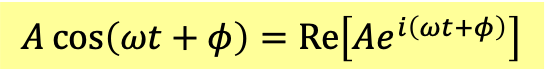 A cos(ωt + ϕ) = Re[Ae^{i(ωt+ϕ)}]